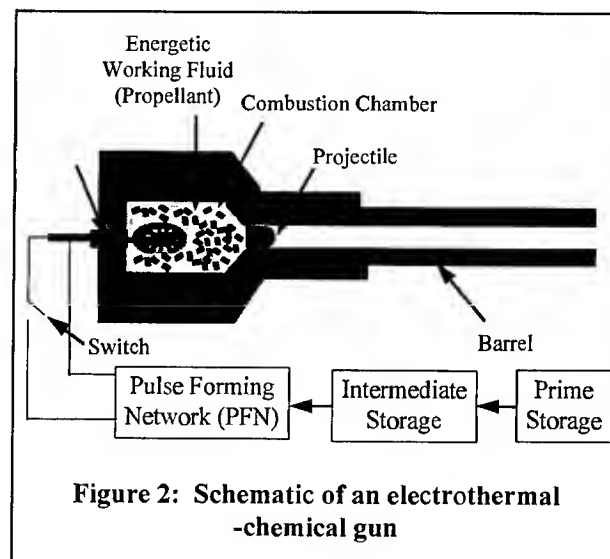 Energetic
Working Fluid
(Propellant)
Combustion Chamber
Projectile
Switch
Barrel
Pulse Forming
Network (PFN)
Intermediate
Storage
Prime
Storage
Figure 2: Schematic of an electrothermal
-chemical gun